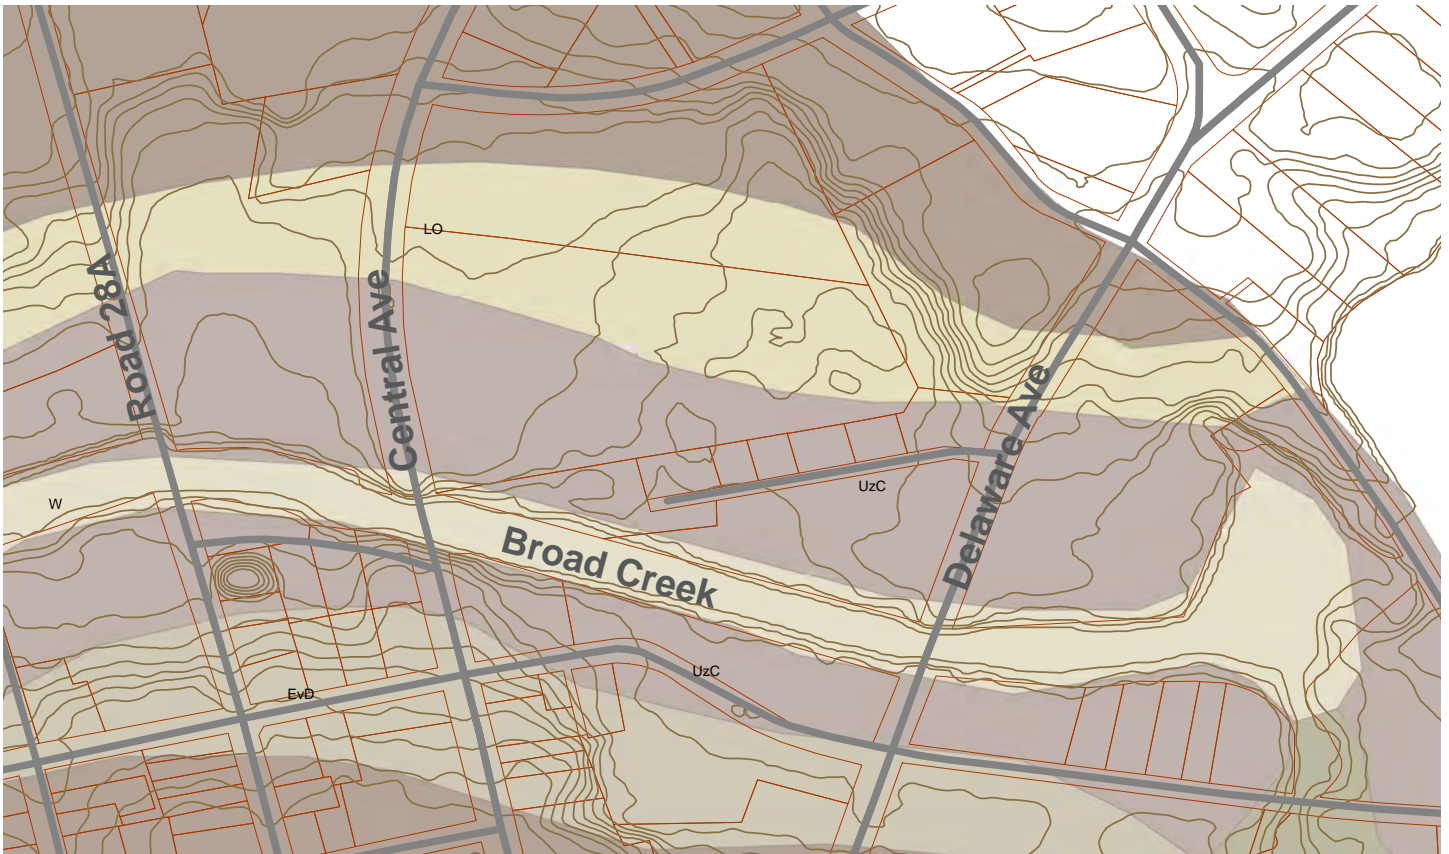 LO
Road 28A
Central Ave
Delaware Ave
UzC
W
Broad Creek
UzC
EvD